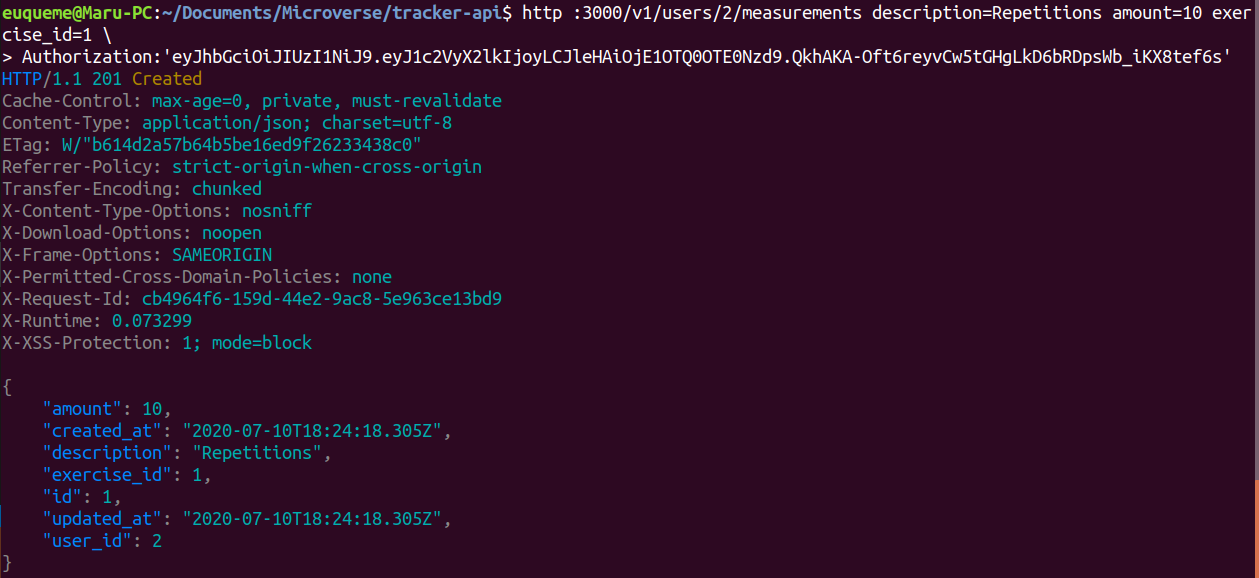 euqueme@Maru-PC:~/Documents/Microverse/tracker-api$ http :3000/v1/users/2/measurements description=Repetitions amount=10 exer
cise_id=1 \
> Authorization:'eyJhbGciOiJIUzI1NiJ9.eyJ1c2VyX2lkIjoyLCJleHAiOjE1OTQ0OTE0Nzd9.QkhAKA-Oft6reyvCw5tGHgLkD6bRDpsWb_iKX8tef6s'
HTTP/1.1 201 Created
Cache-Control: max-age=0, private, must-revalidate
Content-Type: application/json; charset=utf-8
ETag: W/"b614d2a57b64b5be16ed9f26233438c0"
Referrer-Policy: strict-origin-when-cross-origin
Transfer-Encoding: chunked
X-Content-Type-Options: nosniff
X-Download-Options: noopen
X-Frame-Options: SAMEORIGIN
X-Permitted-Cross-Domain-Policies: none
X-Request-Id: cb4964f6-159d-44e2-9ac8-5e963ce13bd9
X-Runtime: 0.073299
X-XSS-Protection: 1; mode=block

{
    "amount": 10,
    "created_at": "2020-07-10T18:24:18.305Z",
    "description": "Repetitions",
    "exercise_id": 1,
    "id": 1,
    "updated_at": "2020-07-10T18:24:18.305Z",
    "user_id": 2
}